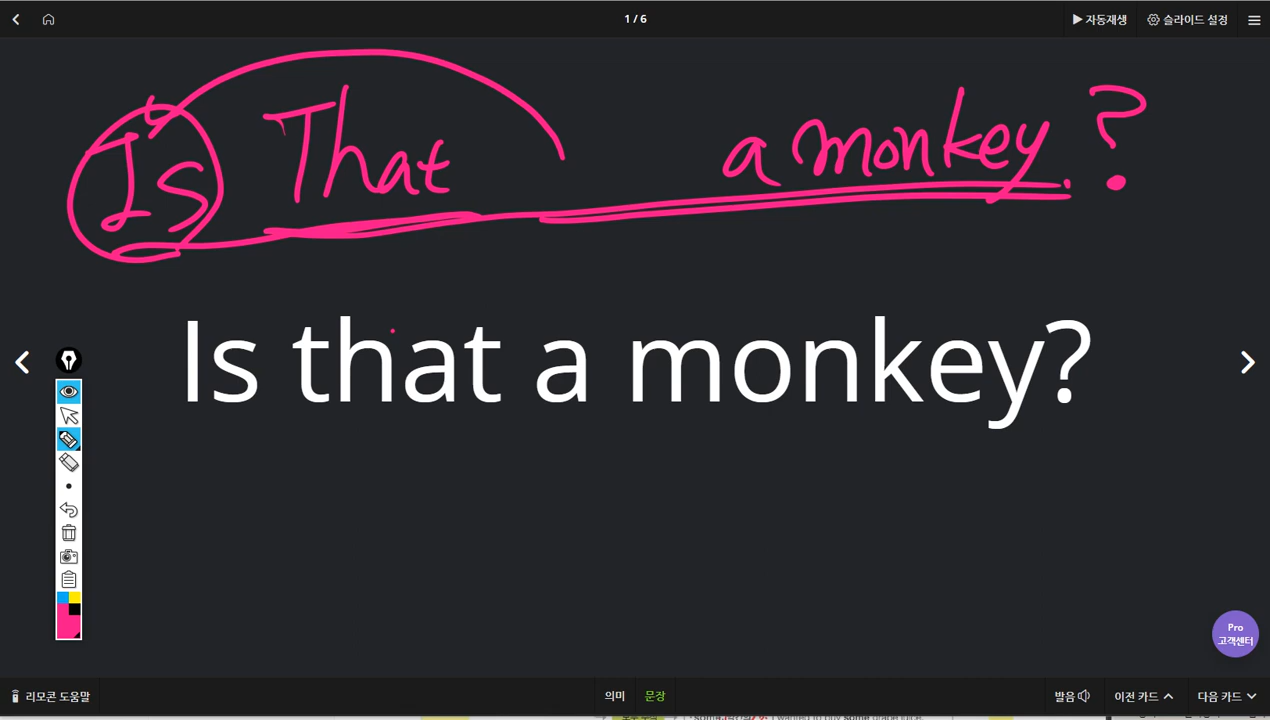 1 / 6
자동재생
슬라이드 설정
Is That a monkey?
Is that a monkey?
Pro
고객센터
리모콘 도움말
의미
문장
발음
이전 카드
다음 카드